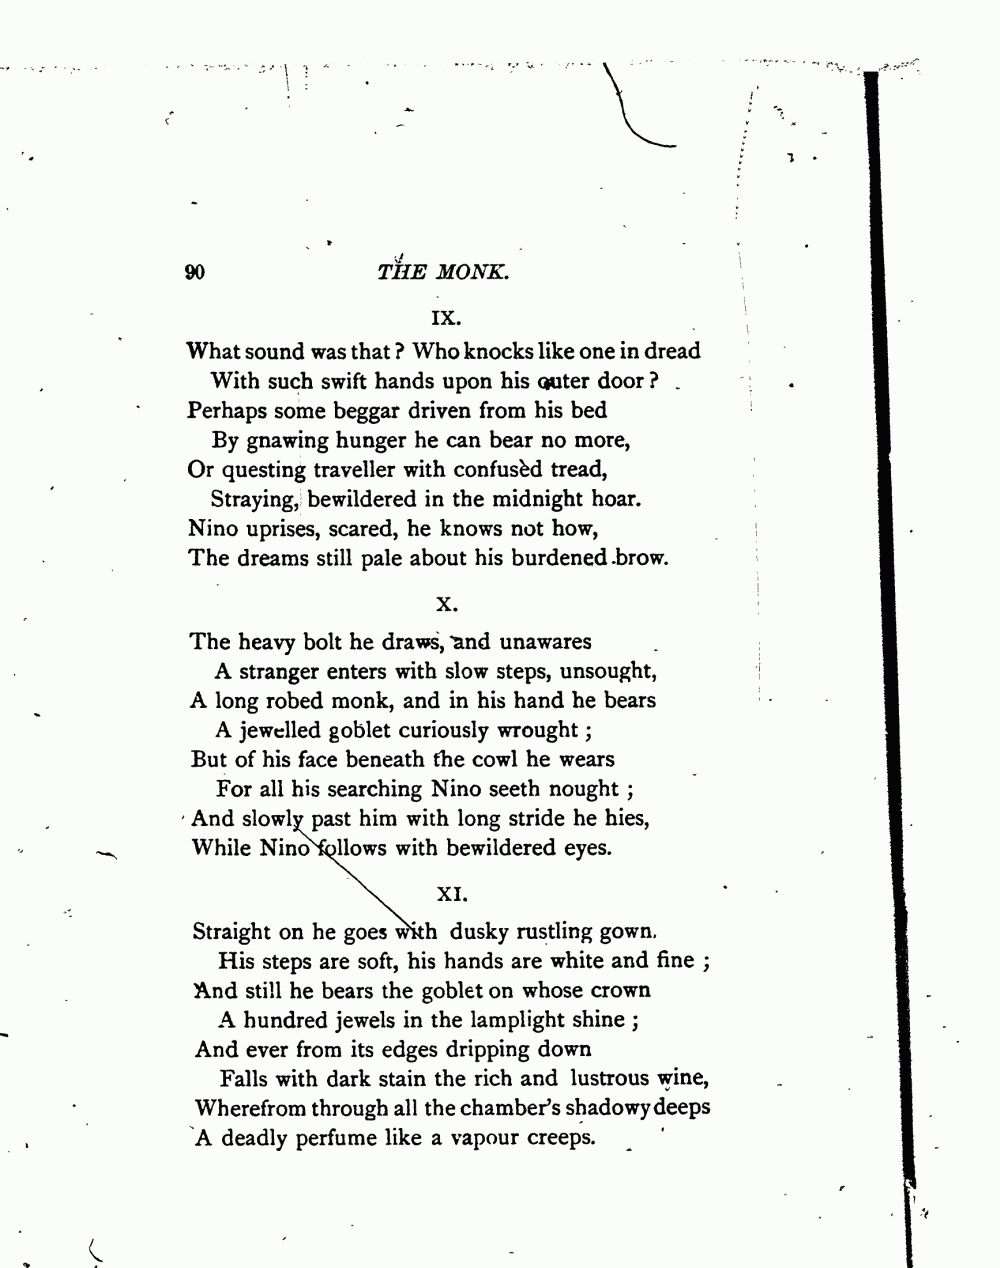 90 THE MONK.
IX.
What sound was that? Who knocks like one in dread
With such swift hands upon his outer door?
Perhaps some beggar driven from his bed
By gnawing hunger he can bear no more,
Or questing traveller with confusèd tread,
Straying, bewildered in the midnight hoar.
Nino uprises, scared, he knows not how,
The dreams still pale about his burdened brow.
X.
The heavy bolt he draws, and unawares
A stranger enters with slow steps, unsought,
A long robed monk, and in his hand he bears
A jewelled goblet curiously wrought;
But of his face beneath the cowl he wears
For all his searching Nino seeth nought;
And slowly past him with long stride he hies,
While Nino follows with bewildered eyes.
XI.
Straight on he goes with dusky rustling gown.
His steps are soft, his hands are white and fine;
And still he bears the goblet on whose crown
A hundred jewels in the lamplight shine;
And ever from its edges dripping down
Falls with dark stain the rich and lustrous wine,
Wherefrom through all the chamber's shadowy deeps
A deadly perfume like a vapour creeps.